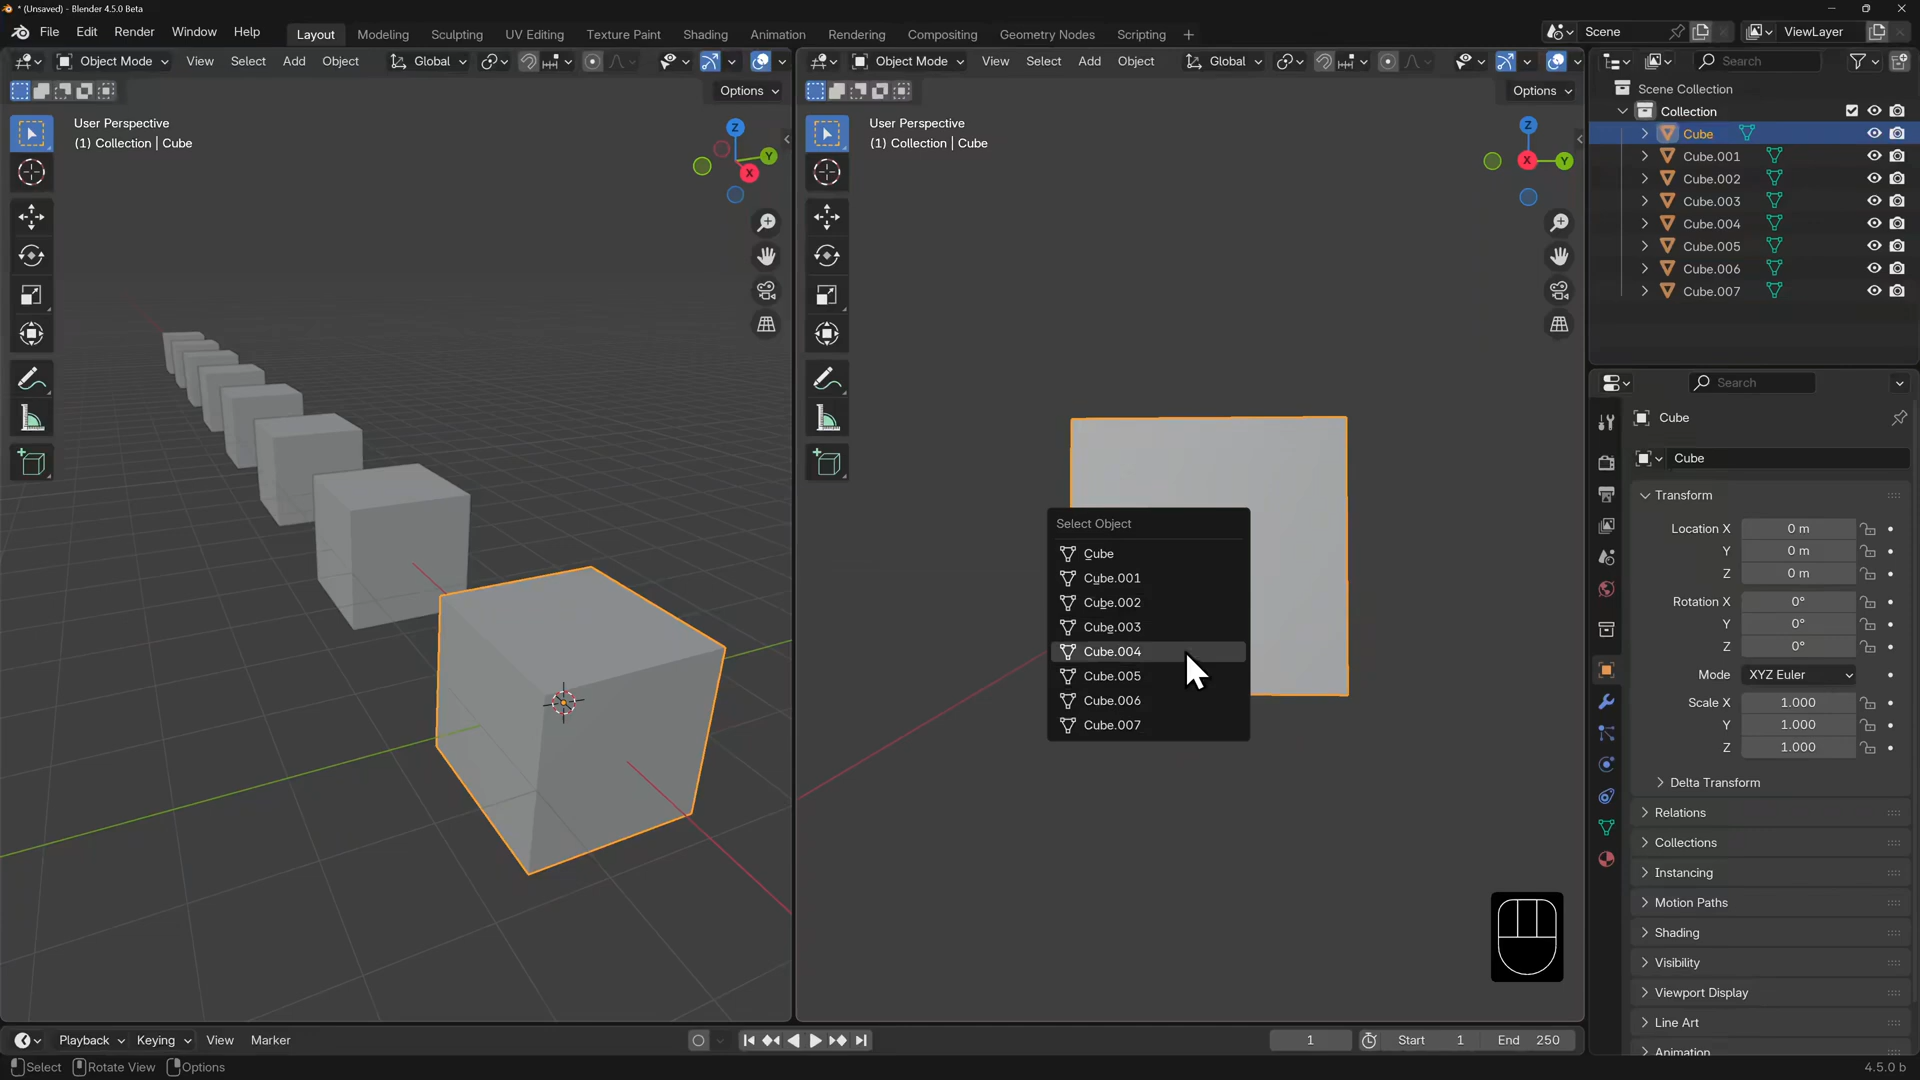 * (Unsaved) - Blender 4.5.0 Beta
File Edit Render Window Help Layout Modeling Sculpting UV Editing Texture Paint Shading Animation Rendering Compositing Geometry Nodes Scripting + Scene ViewLayer
Object Mode View Select Add Object Global
Object Mode View Select Add Object Global
Search
Options
Options
User Perspective
(1) Collection | Cube
Z
Y
X
User Perspective
(1) Collection | Cube
Z
X
Y
Scene Collection
Collection
Cube
Cube.001
Cube.002
Cube.003
Cube.004
Cube.005
Cube.006
Cube.007
Select Object
Cube
Cube.001
Cube.002
Cube.003
Cube.004
Cube.005
Cube.006
Cube.007
Search
Cube
Cube
Transform
Location X 0 m
Y 0 m
Z 0 m
Rotation X 0°
Y 0°
Z 0°
Mode XYZ Euler
Scale X 1.000
Y 1.000
Z 1.000
Delta Transform
Relations
Collections
Instancing
Motion Paths
Shading
Visibility
Viewport Display
Line Art
Animation
Playback Keying View Marker 1 Start 1 End 250
Select Rotate View Options 4.5.0 b